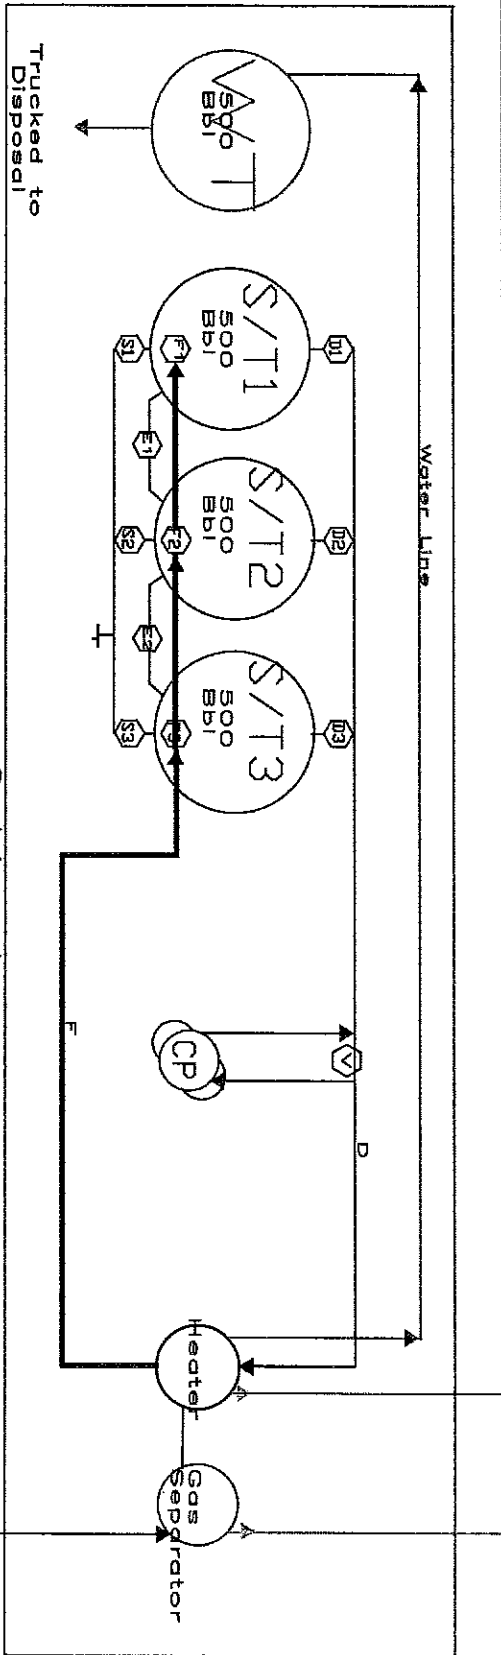 Water Line
D1
D2
D3
D
V
W T
500
Bbl
S/T1
500
Bbl
S/T2
500
Bbl
S/T3
500
Bbl
F1
F2
E1
E2
S1
S2
S3
CP
Heater
Gas
Separator
F
Trucked to
Disposal